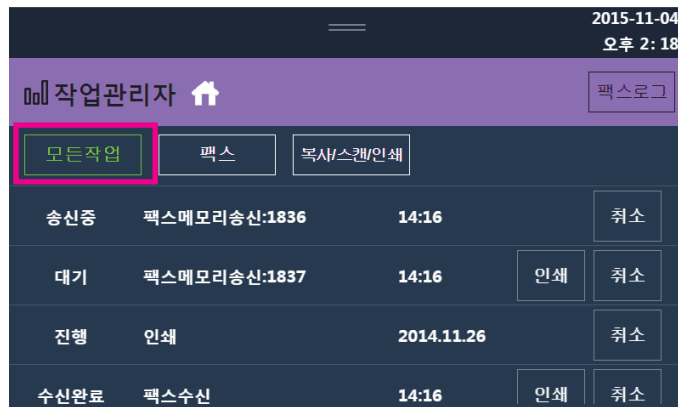 2015-11-04
오후 2: 18
작업관리자
팩스로그
모든작업 팩스 복사/스캔/인쇄
송신중 팩스메모리송신:1836 14:16 취소
대기 팩스메모리송신:1837 14:16 인쇄 취소
진행 인쇄 2014.11.26 취소
수신완료 팩스수신 14:16 인쇄 취소